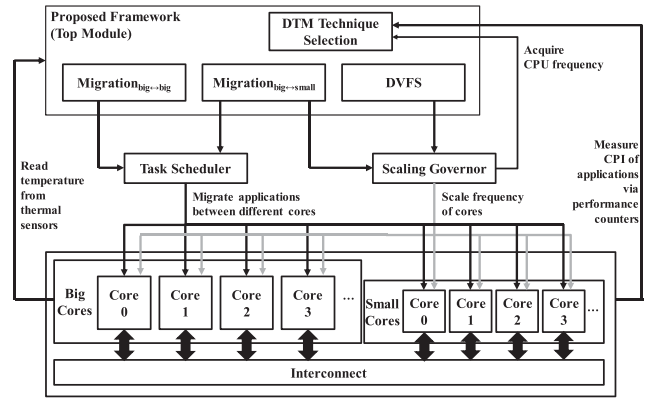 Proposed Framework
(Top Module)
DTM Technique
Selection
Acquire
CPU frequency
Migrationbig↔big
Migrationbig↔small
DVFS
Read
temperature
from
thermal
sensors
Task Scheduler
Scaling Governor
Measure
CPI of
applications
via
performance
counters
Migrate applications
between different cores
Scale frequency
of cores
Big
Cores
Core
0
Core
1
Core
2
Core
3
...
Small
Cores
Core
0
Core
1
Core
2
Core
3
...
Interconnect